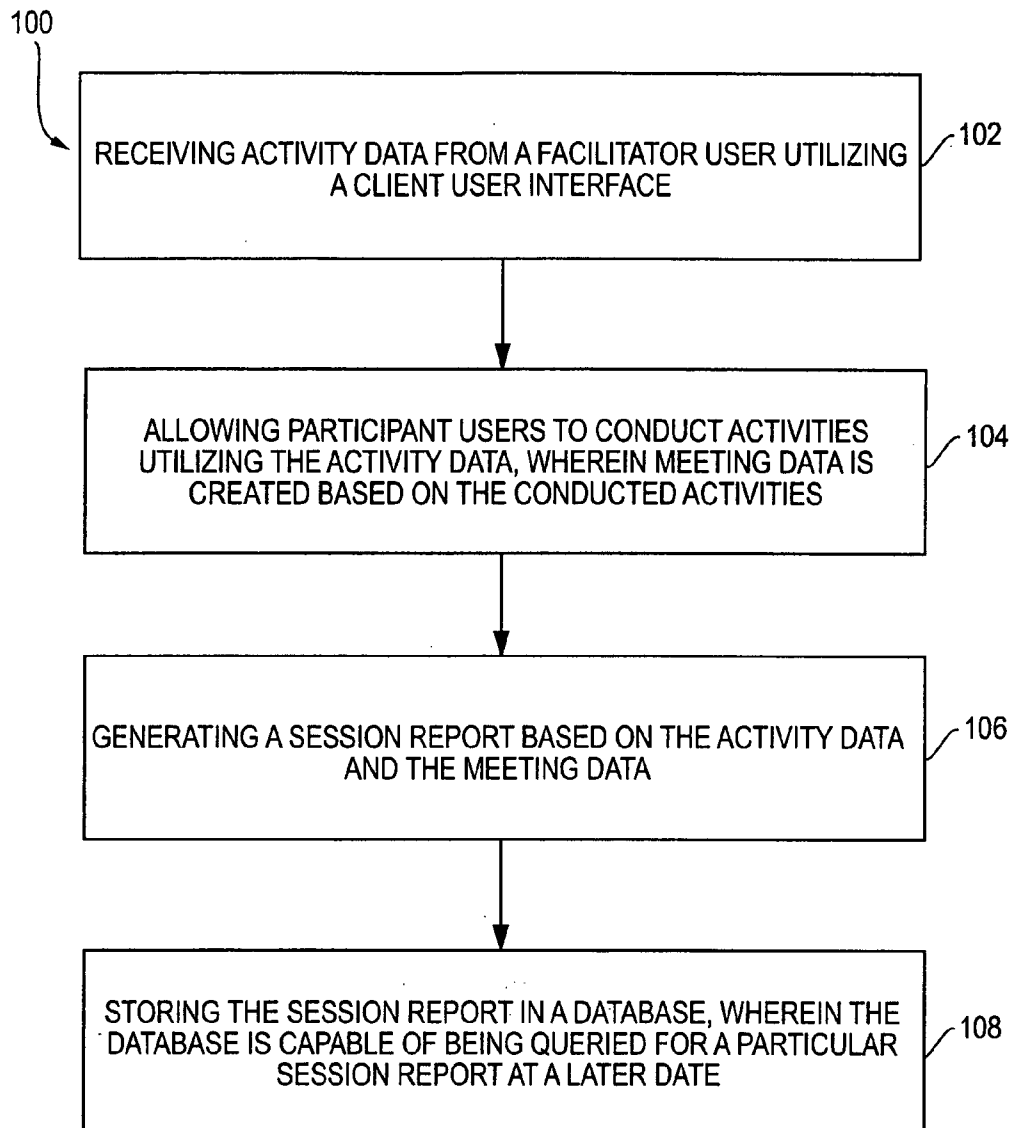 100
RECEIVING ACTIVITY DATA FROM A FACILITATOR USER UTILIZING
A CLIENT USER INTERFACE
102
ALLOWING PARTICIPANT USERS TO CONDUCT ACTIVITIES
UTILIZING THE ACTIVITY DATA, WHEREIN MEETING DATA IS
CREATED BASED ON THE CONDUCTED ACTIVITIES
104
GENERATING A SESSION REPORT BASED ON THE ACTIVITY DATA
AND THE MEETING DATA
106
STORING THE SESSION REPORT IN A DATABASE, WHEREIN THE
DATABASE IS CAPABLE OF BEING QUERIED FOR A PARTICULAR
SESSION REPORT AT A LATER DATE
108